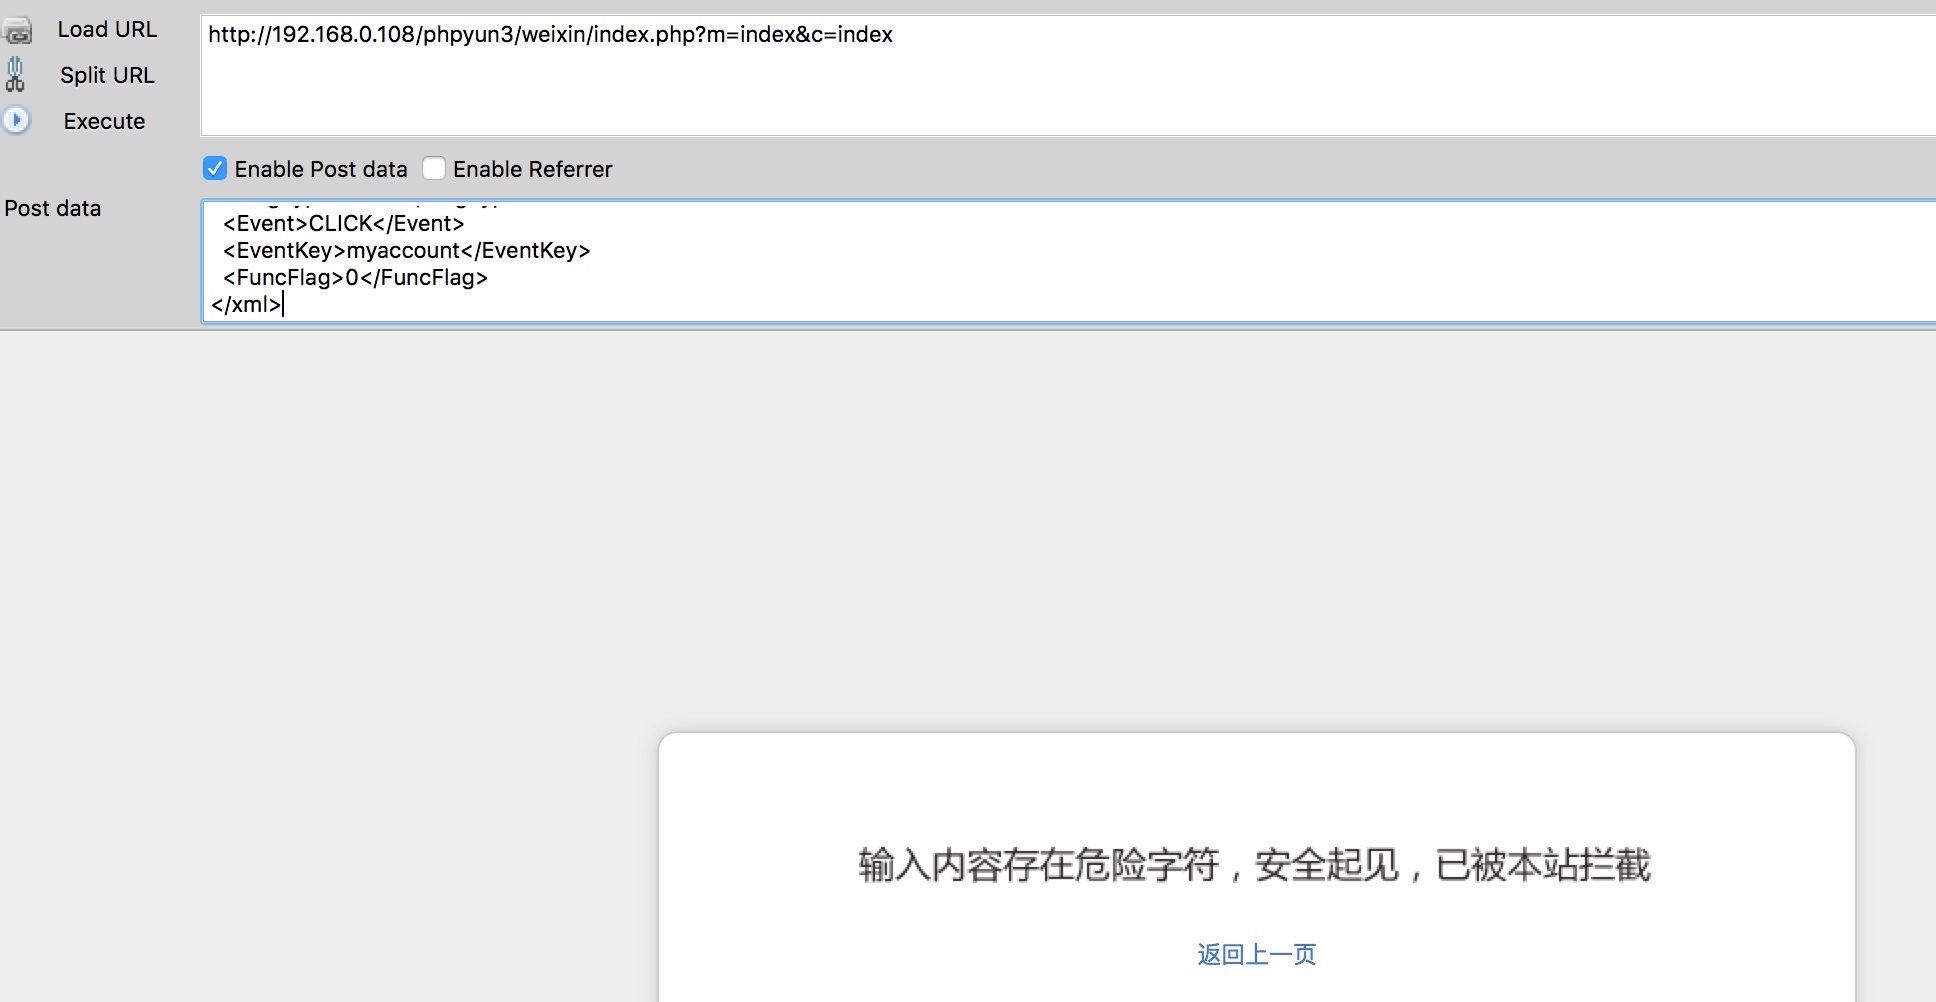 Load URL
http://192.168.0.108/phpyun3/weixin/index.php?m=index&c=index
Split URL
Execute
Enable Post data
Enable Referrer
Post data
<Event>CLICK</Event>
<EventKey>myaccount</EventKey>
<FuncFlag>0</FuncFlag>
</xml>
输入内容存在危险字符，安全起见，已被本站拦截
返回上一页